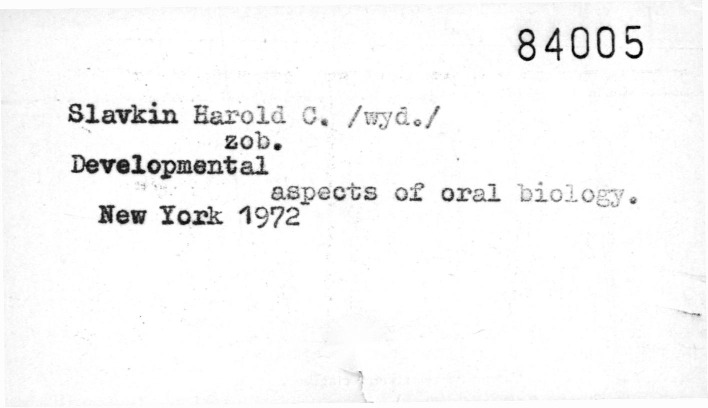 84005
Slavkin Harold C. /wyd./
zob.
Developmental
aspects of oral biology.
New York 1972